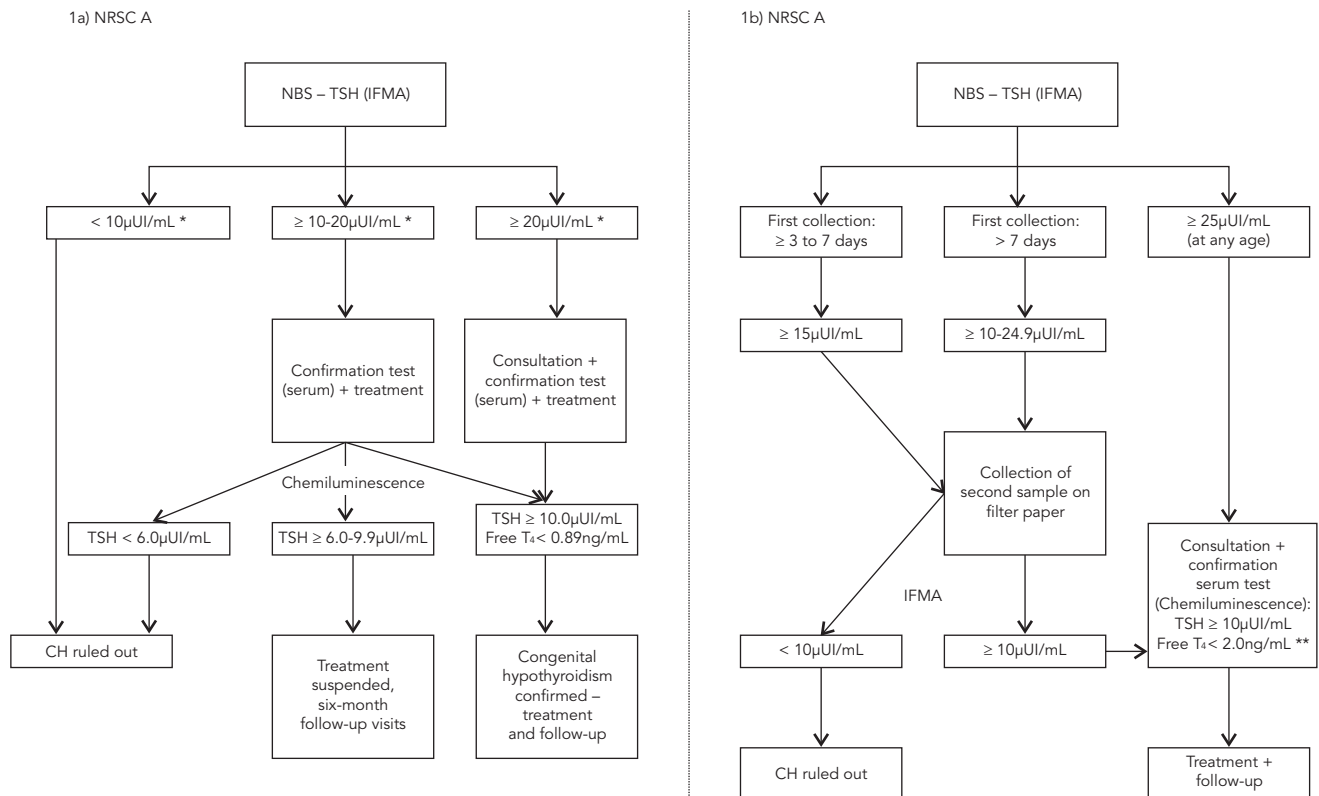 1a) NRSC A
NBS – TSH (IFMA)
< 10µUI/mL *
≥ 10-20µUI/mL *
≥ 20µUI/mL *
Confirmation test
(serum) + treatment
Consultation +
confirmation test
(serum) + treatment
Chemiluminescence
TSH < 6.0µUI/mL
TSH ≥ 6.0-9.9µUI/mL
TSH ≥ 10.0µUI/mL
Free T4 < 0.89ng/mL
CH ruled out
Treatment
suspended,
six-month
follow-up visits
Congenital
hypothyroidism
confirmed –
treatment
and follow-up
1b) NRSC A
NBS – TSH (IFMA)
First collection:
≥ 3 to 7 days
First collection:
> 7 days
≥ 25µUI/mL
(at any age)
≥ 15µUI/mL
≥ 10-24.9µUI/mL
Collection of
second sample on
filter paper
IFMA
Consultation +
confirmation
serum test
(Chemiluminescence):
TSH ≥ 10µUI/mL
Free T4 < 2.0ng/mL **
< 10µUI/mL
≥ 10µUI/mL
CH ruled out
Treatment +
follow-up